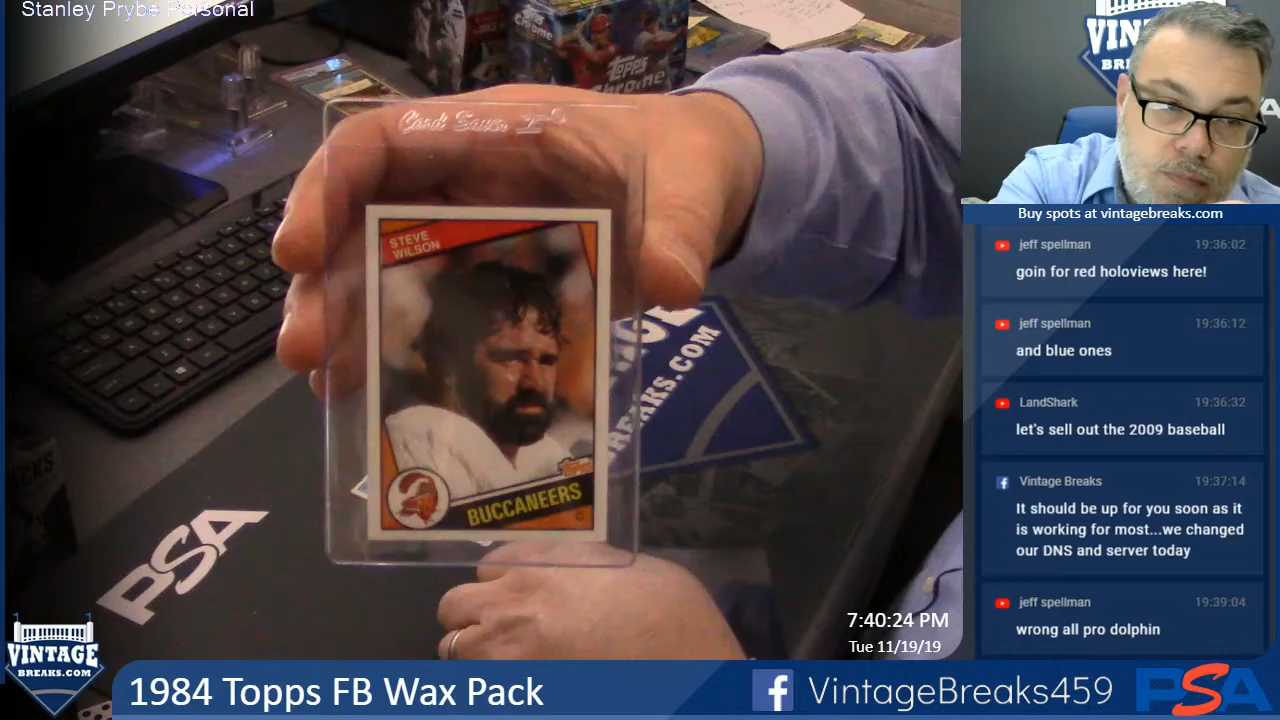 Stanley Prybe Personal
Card Saver
STEVE
WILSON
Topps
BUCCANEERS
Topps
Chrome
PSA
VINTAGE
BREAKS.COM
7:40:24 PM
Tue 11/19/19
Buy spots at vintagebreaks.com
jeff spellman 19:36:02
goin for red holoviews here!
jeff spellman 19:36:12
and blue ones
LandShark 19:36:32
let's sell out the 2009 baseball
Vintage Breaks 19:37:14
It should be up for you soon as it
is working for most...we changed
our DNS and server today
jeff spellman 19:39:04
wrong all pro dolphin
1984 Topps FB Wax Pack
VintageBreaks459
PSA